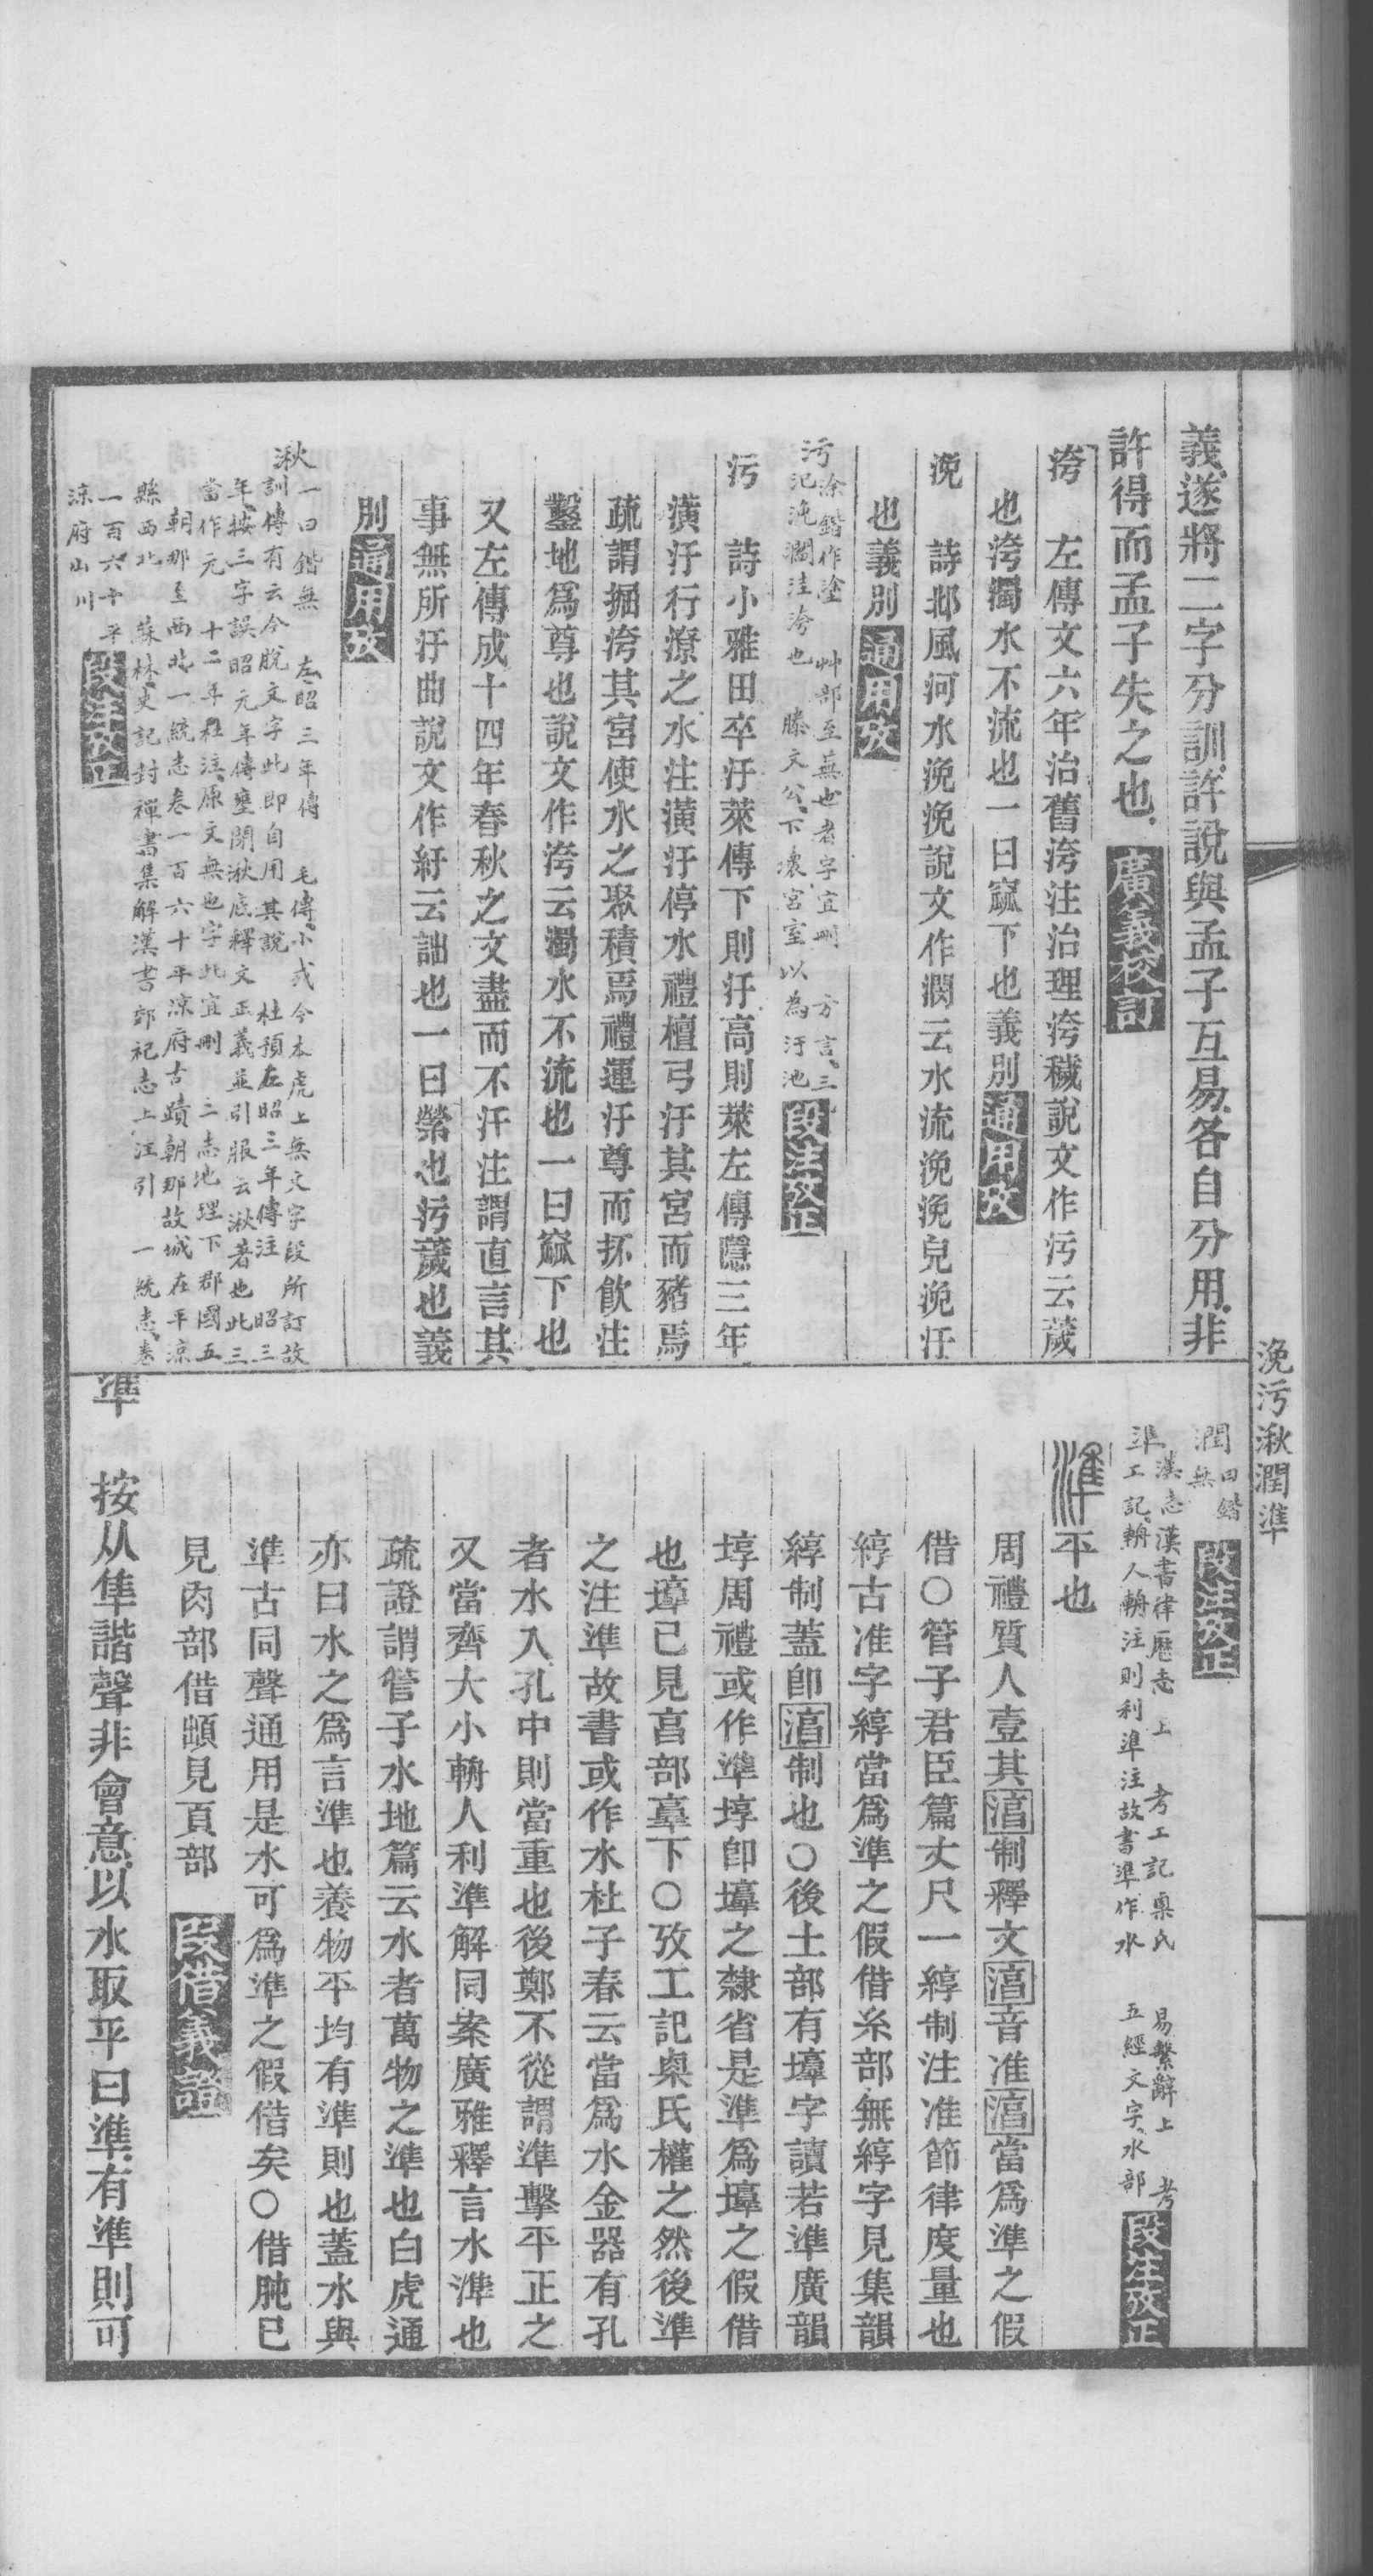 義、遂將二字分訓、許說與孟子互易、各自分用、非
許得而孟子失之也、廣義校訂
洿　左傳文六年治舊洿注治理洿穢說文作污云薉
也洿濁水不流也一曰窳下也義別通用攷
浼　詩邶風河水浼浼說文作潤云水流浼浼皃浼汙
也義別通用攷
污涂鍇作塗　艸部至蕪也者字宜刪　方言、三
氾浼澗洼洿也　滕文公、下壞宮室以為汙池　段注攷正
污　詩小雅田卒汙萊傳下則汙高則萊左傳隱三年
潢汙行潦之水注潢汙停水禮檀弓汙其宮而豬焉
疏謂掘洿其宮使水之聚積焉禮運汙尊而抔飲注
鑿地爲尊也說文作洿云濁水不流也一曰窳下也
又左傳成十四年春秋之文盡而不汙注謂直言其
事無所汙曲說文作紆云詘也一曰縈也污薉也義
別通用攷
湫一曰鍇無　左、昭三年傳　毛傳、小戎今本虎上無文字段所訂故
訓傳有云今脫文字此即自用其說　杜預左昭三年傳注　昭三
年、按三字誤昭元年傳壅閉湫底釋文正義並引服云湫著也此三
當作元　十二年杜注、原文無也字此宜刪　二志地理下郡國五
朝那至西北一統志卷一百六十平涼府古蹟朝那故城在平涼
縣西北　蘇林史記封禪書集解漢書郊祀志上注引　一統志、卷
一百六十平
涼府山川　段注攷正
浼污湫潤準
潤曰鍇
無　段注攷正
準漢志漢書律歷志上　考工記㮚氏　易繫辭上　考
工記、輈人輈注則利準注故書準作水　五經文字、水部　段注攷正
準平也
周禮質人壹其淳制釋文淳音准淳當爲準之假
借○管子君臣篇丈尺一綧制注准節律度量也
綧古准字綧當爲準之假借糸部無綧字見集韻
綧制蓋卽淳制也○後土部有埻字讀若準廣韻
埻周禮或作準埻卽𡐨之隸省是準爲𡐨之假借
也𡐨已見𠅬部下○攷工記㮚氏權之然後準
之注準故書或作水杜子春云當爲水金器有孔
者水入孔中則當重也後鄭不從謂準擊平正之
又當齊大小輈人利準解同案廣雅釋言水準也
疏證謂管子水地篇云水者萬物之準也白虎通
亦曰水之爲言準也養物平均有準則也蓋水與
準古同聲通用是水可爲準之假借矣○借肫已
見肉部借頧見頁部　段借義證
準　按从隼諧聲、非會意、以水取平曰準、有準則可